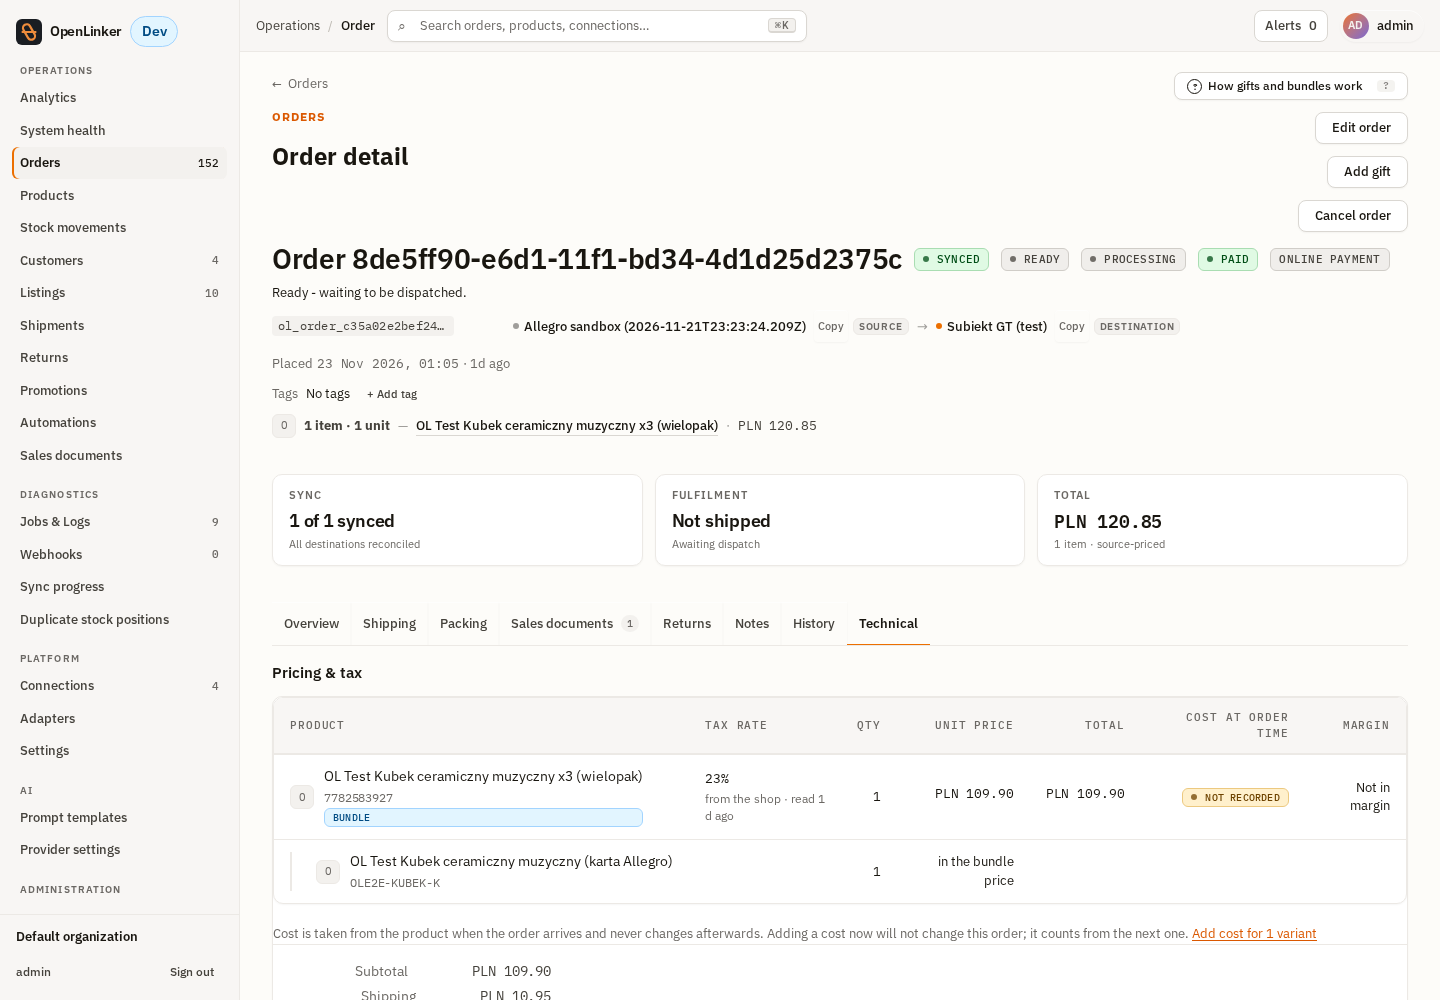 OpenLinker Dev
OPERATIONS
Analytics
System health
Orders 152
Products
Stock movements
Customers 4
Listings 10
Shipments
Returns
Promotions
Automations
Sales documents
DIAGNOSTICS
Jobs & Logs 9
Webhooks 0
Sync progress
Duplicate stock positions
PLATFORM
Connections 4
Adapters
Settings
AI
Prompt templates
Provider settings
ADMINISTRATION
Default organization
admin Sign out
Operations / Order
Search orders, products, connections... ⌘K
Alerts 0
AD admin
← Orders
ORDERS
Order detail
? How gifts and bundles work ?
Edit order
Add gift
Cancel order
Order 8de5ff90-e6d1-11f1-bd34-4d1d25d2375c SYNCED READY PROCESSING PAID ONLINE PAYMENT
Ready - waiting to be dispatched.
ol_order_c35a02e2bef24… Allegro sandbox (2026-11-21T23:23:24.209Z) Copy SOURCE → Subiekt GT (test) Copy DESTINATION
Placed 23 Nov 2026, 01:05 · 1d ago
Tags No tags + Add tag
O 1 item · 1 unit — OL Test Kubek ceramiczny muzyczny x3 (wielopak) · PLN 120.85
SYNC
1 of 1 synced
All destinations reconciled
FULFILMENT
Not shipped
Awaiting dispatch
TOTAL
PLN 120.85
1 item · source-priced
Overview Shipping Packing Sales documents 1 Returns Notes History Technical
Pricing & tax
PRODUCT TAX RATE QTY UNIT PRICE TOTAL COST AT ORDER TIME MARGIN
O OL Test Kubek ceramiczny muzyczny x3 (wielopak)
7782583927
BUNDLE
23%
from the shop · read 1
d ago
1 PLN 109.90 PLN 109.90 NOT RECORDED Not in
margin
O OL Test Kubek ceramiczny muzyczny (karta Allegro)
OLE2E-KUBEK-K
1 in the bundle
price
Cost is taken from the product when the order arrives and never changes afterwards. Adding a cost now will not change this order; it counts from the next one. Add cost for 1 variant
Subtotal PLN 109.90
Shipping PLN 10.95